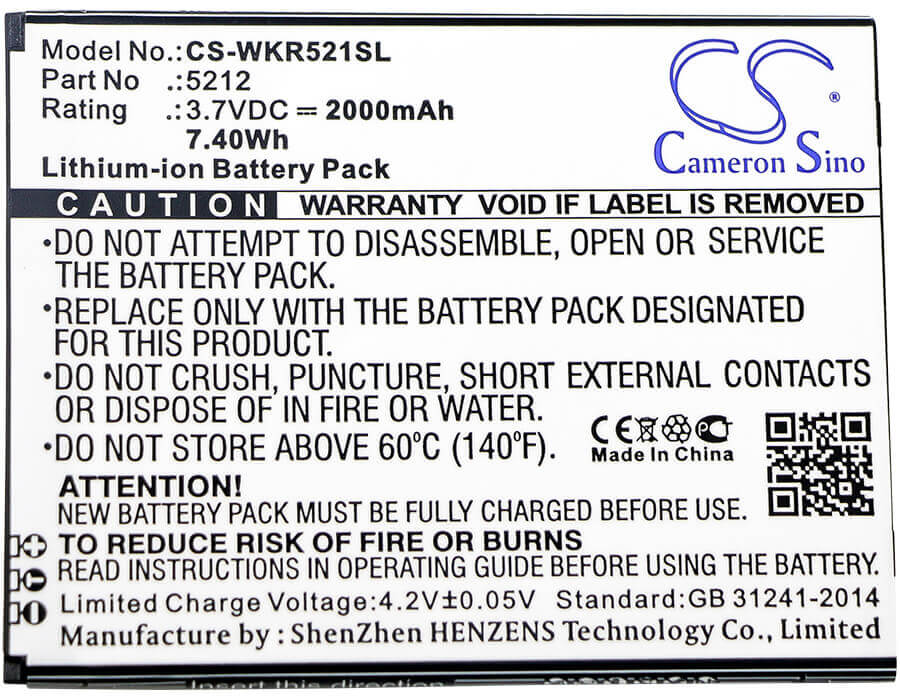 Model No.:CS-WKR521SL
Part No .:5212
Rating .:3.7VDC ⎓ 2000mAh
7.40Wh
Lithium-ion Battery Pack
CS
®
Cameron Sino
CAUTION WARRANTY VOID IF LABEL IS REMOVED
•DO NOT ATTEMPT TO DISASSEMBLE, OPEN OR SERVICE
THE BATTERY PACK.
•REPLACE ONLY WITH THE BATTERY PACK DESIGNATED
FOR THIS PRODUCT.
•DO NOT CRUSH, PUNCTURE, SHORT EXTERNAL CONTACTS
OR DISPOSE OF IN FIRE OR WATER.
•DO NOT STORE ABOVE 60°C (140°F).
CE
Made In China
ATTENTION!
NEW BATTERY PACK MUST BE FULLY CHARGED BEFORE USE.
TO REDUCE RISK OF FIRE OR BURNS
READ INSTRUCTIONS IN OPERATING GUIDE BEFORE USING BATTERY.
Limited Charge Voltage:4.2V±0.05V Standard:GB 31241-2014
Manufacture by : ShenZhen HENZENS Technology Co., Limited